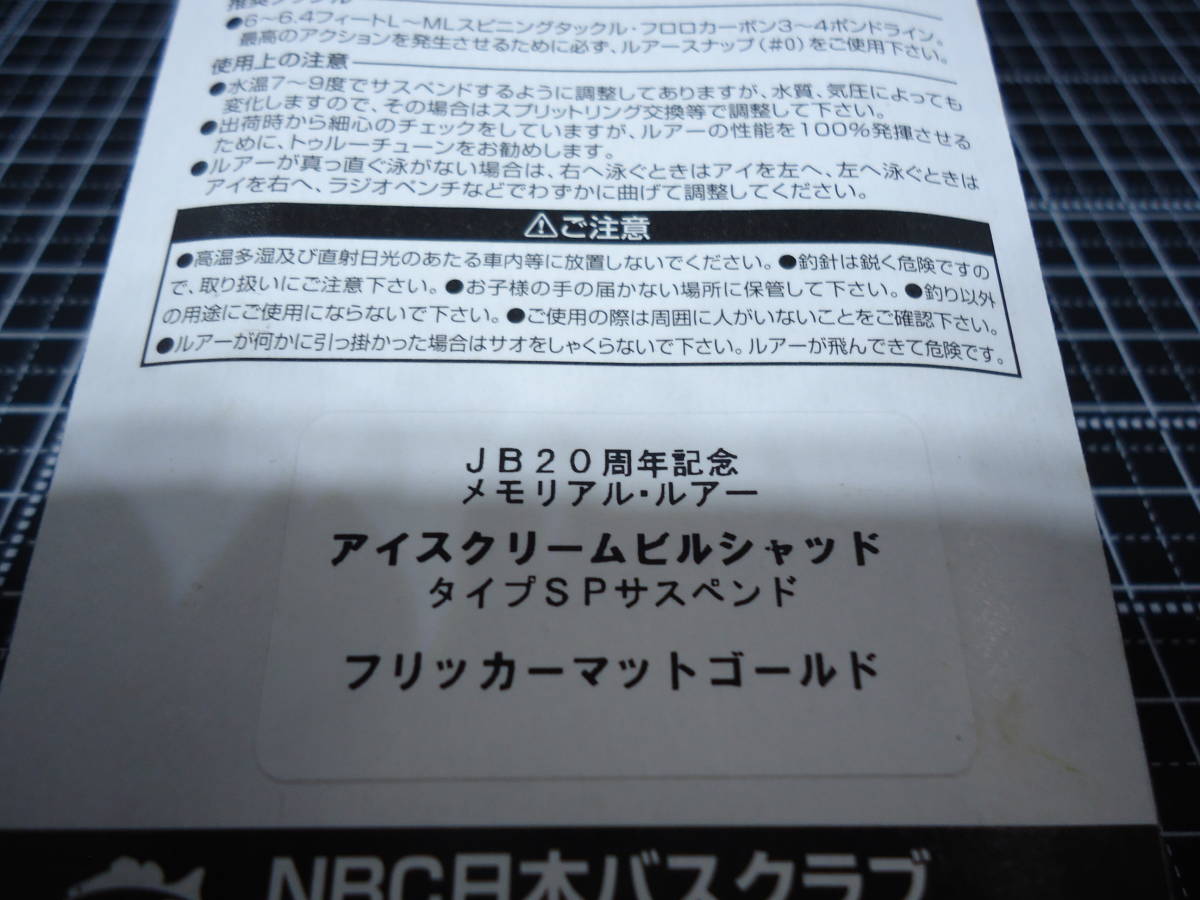 推奨タックル
●6〜6.4フィートL〜MLスピニングタックル・フロロカーボン3〜4ポンドライン。
最高のアクションを発生させるために必ず、ルアースナップ（#0）をご使用下さい。
使用上の注意
●水温7〜9度でサスペンドするように調整してありますが、水質、気圧によっても
変化しますので、その場合はスプリットリング交換等で調整して下さい。
●出荷時から細心のチェックをしていますが、ルアーの性能を100％発揮させる
ために、トゥルーチューンをお勧めします。
●ルアーが真っ直ぐ泳がない場合は、右へ泳ぐときはアイを左へ、左へ泳ぐときは
アイを右へ、ラジオペンチなどでわずかに曲げて調整してください。
⚠ご注意
●高温多湿及び直射日光のあたる車内等に放置しないでください。●釣針は鋭く危険ですの
で、取り扱いにご注意下さい。●お子様の手の届かない場所に保管して下さい。●釣り以外
の用途にご使用にならないで下さい。●ご使用の際は周囲に人がいないことをご確認下さい。
●ルアーが何かに引っ掛かった場合はサオをしゃくらないで下さい。ルアーが飛んできて危険です。
ＪＢ２０周年記念
メモリアル・ルアー
アイスクリームビルシャッド
タイプＳＰサスペンド
フリッカーマットゴールド
NBC日本バスクラブ